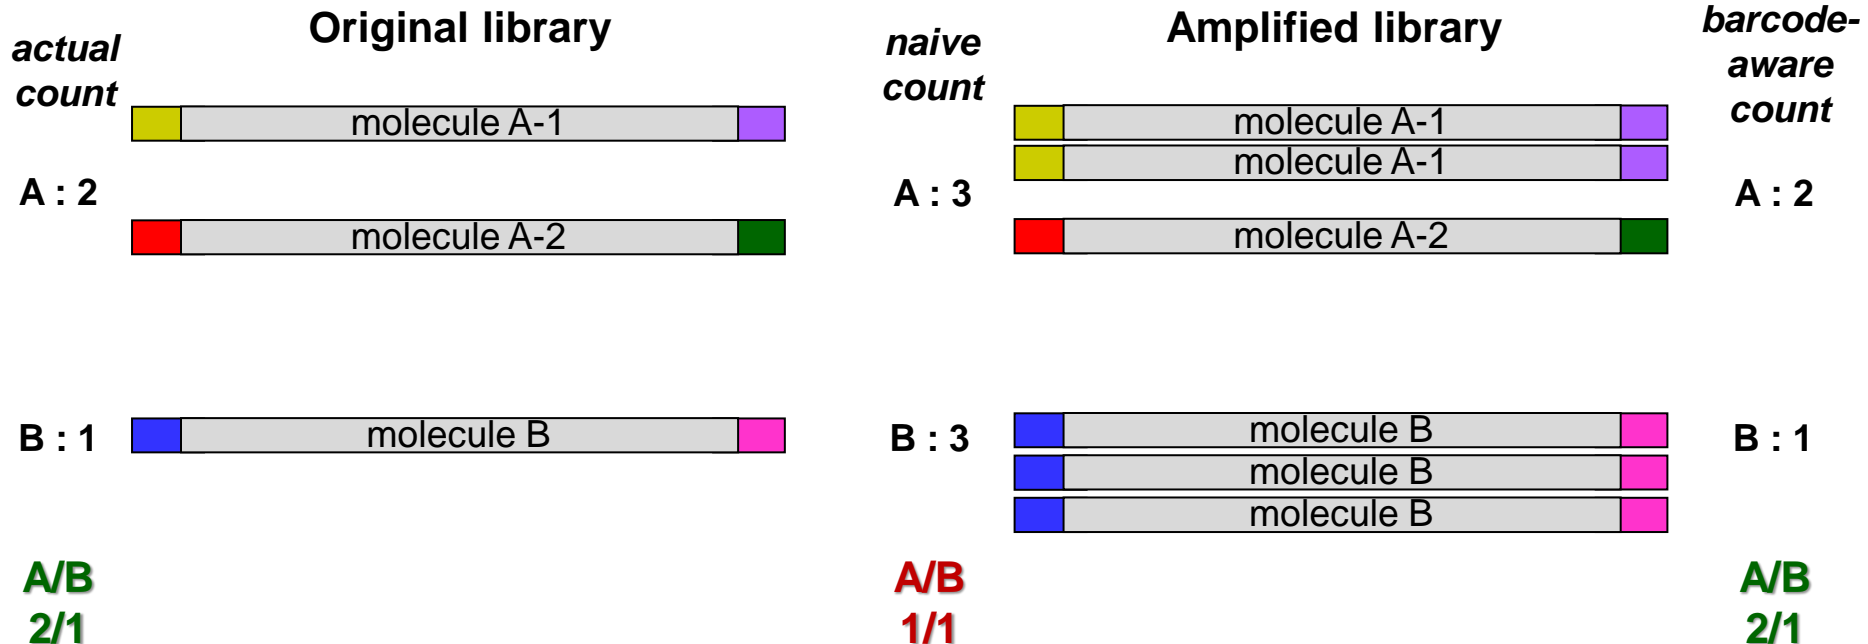 Original library
Amplified library
actual
count
naive
count
barcode-
aware
count
molecule A-1
molecule A-1
molecule A-1
A : 2
A : 3
A : 2
molecule A-2
molecule A-2
B : 1
molecule B
B : 3
molecule B
molecule B
molecule B
B : 1
A/B
2/1
A/B
1/1
A/B
2/1